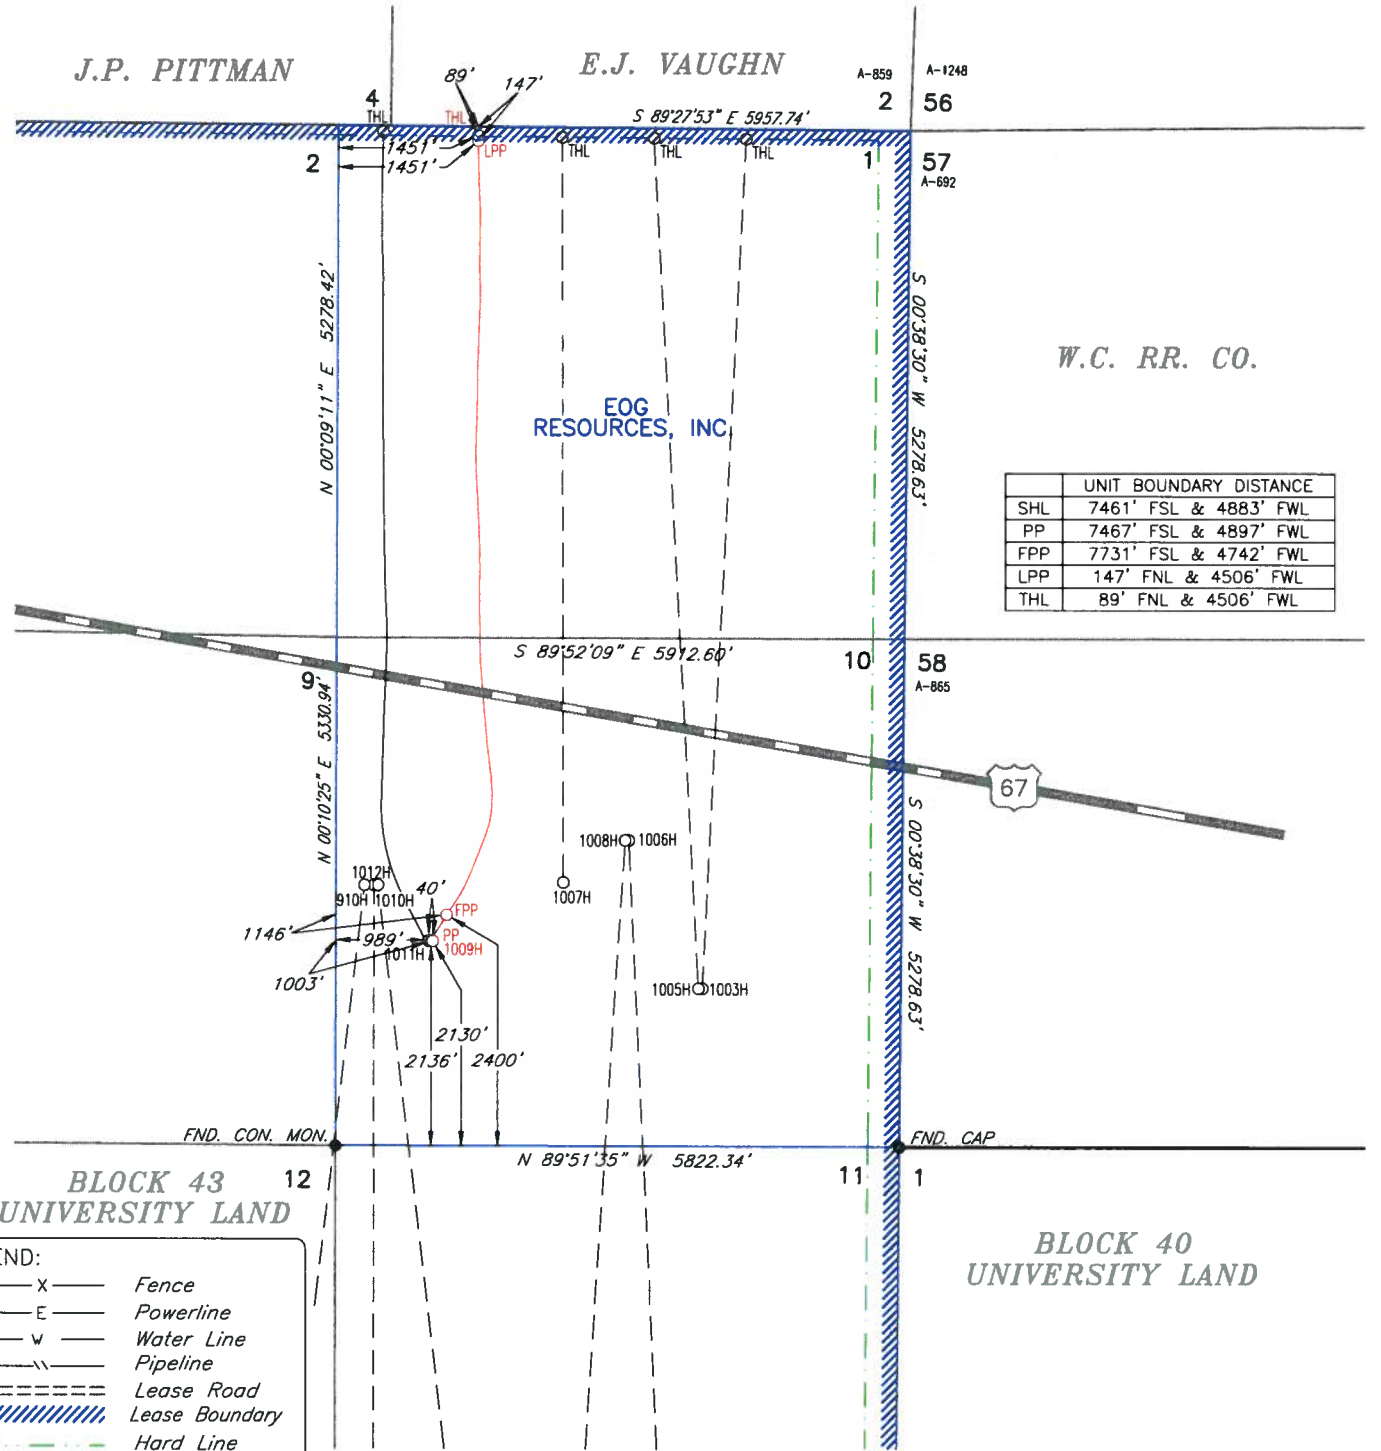 J.P. PITTMAN
E.J. VAUGHN
A-859
A-1248
89'
147'
4
THL
THL
S 89°27'53" E 5957.74'
2
56
1451'
1451'
LPP
THL
THL
THL
2
1
57
A-692
N 00°09'11" E 5278.42'
S 00°38'30" W 5278.63'
W.C. RR. CO.
EOG
RESOURCES, INC.
UNIT BOUNDARY DISTANCE
SHL 7461' FSL & 4883' FWL
PP 7467' FSL & 4897' FWL
FPP 7731' FSL & 4742' FWL
LPP 147' FNL & 4506' FWL
THL 89' FNL & 4506' FWL
S 89°52'09" E 5912.60'
9
10
58
A-865
N 00°10'25" E 5330.94'
S 00°38'30" W 5278.63'
67
1008H
1006H
1012H
910H
1010H
40'
1007H
FPP
1146'
989'
PP
1011H
1009H
1003'
1005H
1003H
2130'
2136'
2400'
FND. CON. MON.
FND. CAP
N 89°51'35" W 5822.34'
12
11
1
BLOCK 43
UNIVERSITY LAND
BLOCK 40
UNIVERSITY LAND
END:
X Fence
E Powerline
W Water Line
\\ Pipeline
Lease Road
Lease Boundary
Hard Line